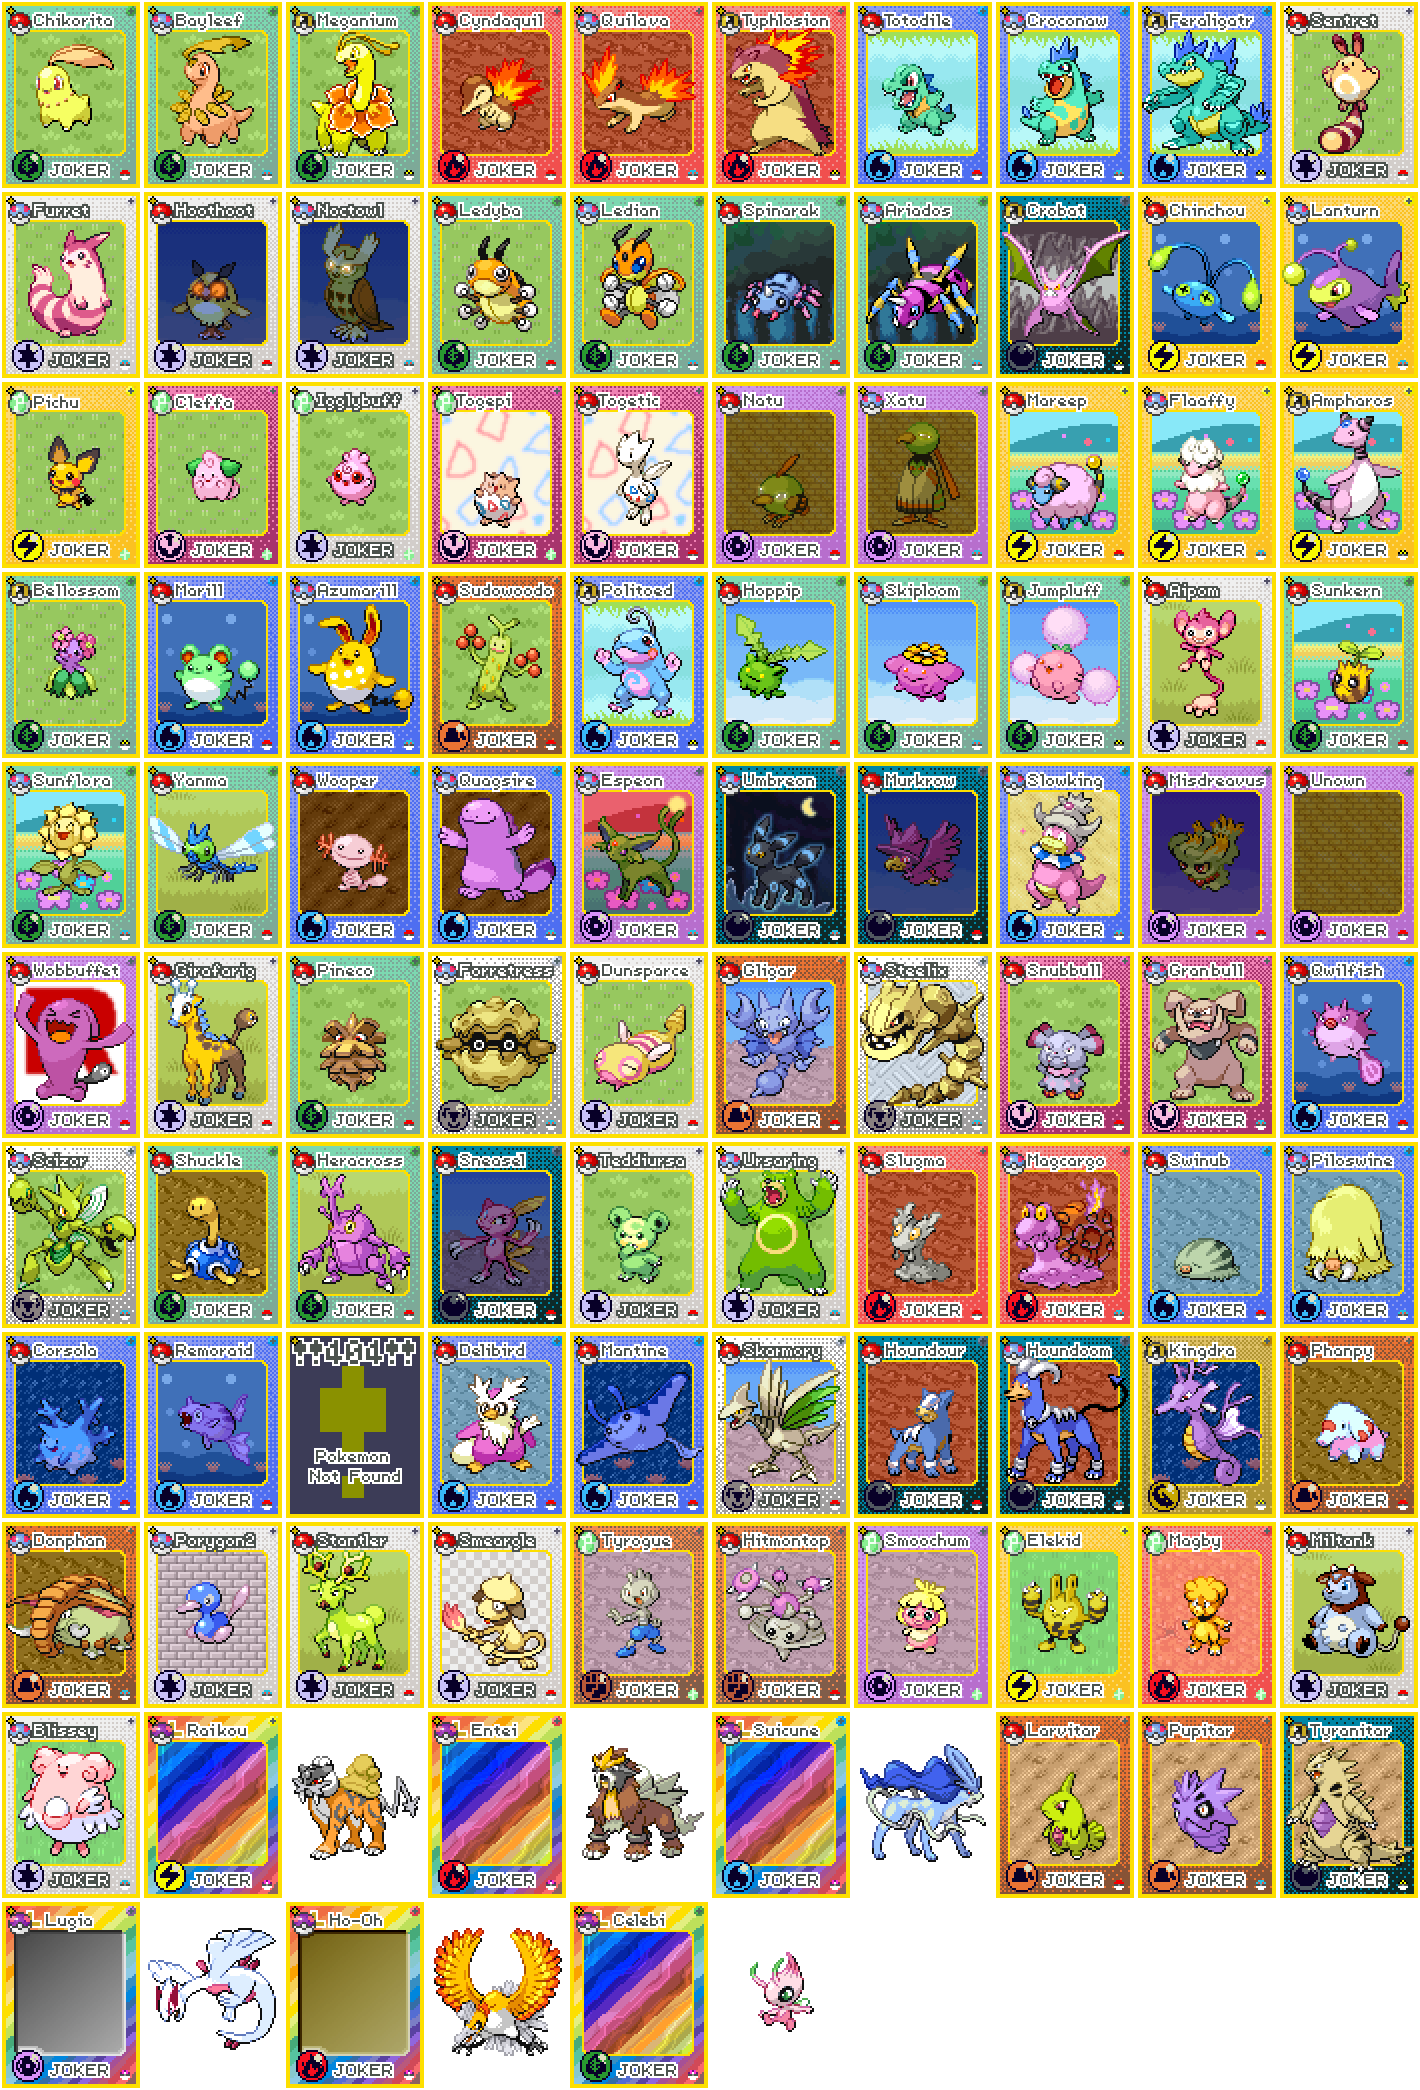 Chikorita Bayleef Meganium Cyndaquil Quilava Typhlosion Totodile Croconaw Feraligatr Sentret
JOKER JOKER JOKER JOKER JOKER JOKER JOKER JOKER JOKER JOKER
Furret Hoothoot Noctowl Ledyba Ledian Spinarak Ariados Crobat Chinchou Lanturn
JOKER JOKER JOKER JOKER JOKER JOKER JOKER JOKER JOKER JOKER
Pichu Cleffa Igglybuff Togepi Togetic Natu Xatu Mareep Flaaffy Ampharos
JOKER JOKER JOKER JOKER JOKER JOKER JOKER JOKER JOKER JOKER
Bellossom Marill Azumarill Sudowoodo Politoed Hoppip Skiploom Jumpluff Aipom Sunkern
JOKER JOKER JOKER JOKER JOKER JOKER JOKER JOKER JOKER JOKER
Sunflora Yanma Wooper Quagsire Espeon Umbreon Murkrow Slowking Misdreavus Unown
JOKER JOKER JOKER JOKER JOKER JOKER JOKER JOKER JOKER JOKER
Wobbuffet Girafarig Pineco Forretress Dunsparce Gligar Steelix Snubbull Granbull Qwilfish
JOKER JOKER JOKER JOKER JOKER JOKER JOKER JOKER JOKER JOKER
Scizor Shuckle Heracross Sneasel Teddiursa Ursaring Slugma Magcargo Swinub Piloswine
JOKER JOKER JOKER JOKER JOKER JOKER JOKER JOKER JOKER JOKER
Corsola Remoraid ??404?? Delibird Mantine Skarmory Houndour Houndoom Kingdra Phanpy
Pokemon
Not Found
JOKER JOKER JOKER JOKER JOKER JOKER JOKER JOKER JOKER
Donphan Porygon2 Stantler Smeargle Tyrogue Hitmontop Smoochum Elekid Magby Miltank
JOKER JOKER JOKER JOKER JOKER JOKER JOKER JOKER JOKER JOKER
Blissey Raikou Entei Suicune Larvitar Pupitar Tyranitar
JOKER JOKER JOKER JOKER JOKER JOKER JOKER
Lugia Ho-Oh Celebi
JOKER JOKER JOKER